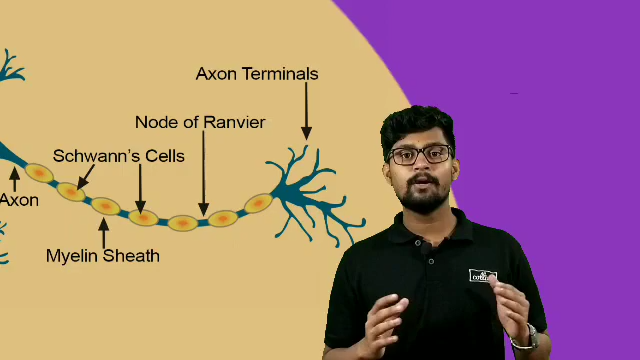 Axon Terminals
Node of Ranvier
Schwann's Cells
Axon
Myelin Sheath